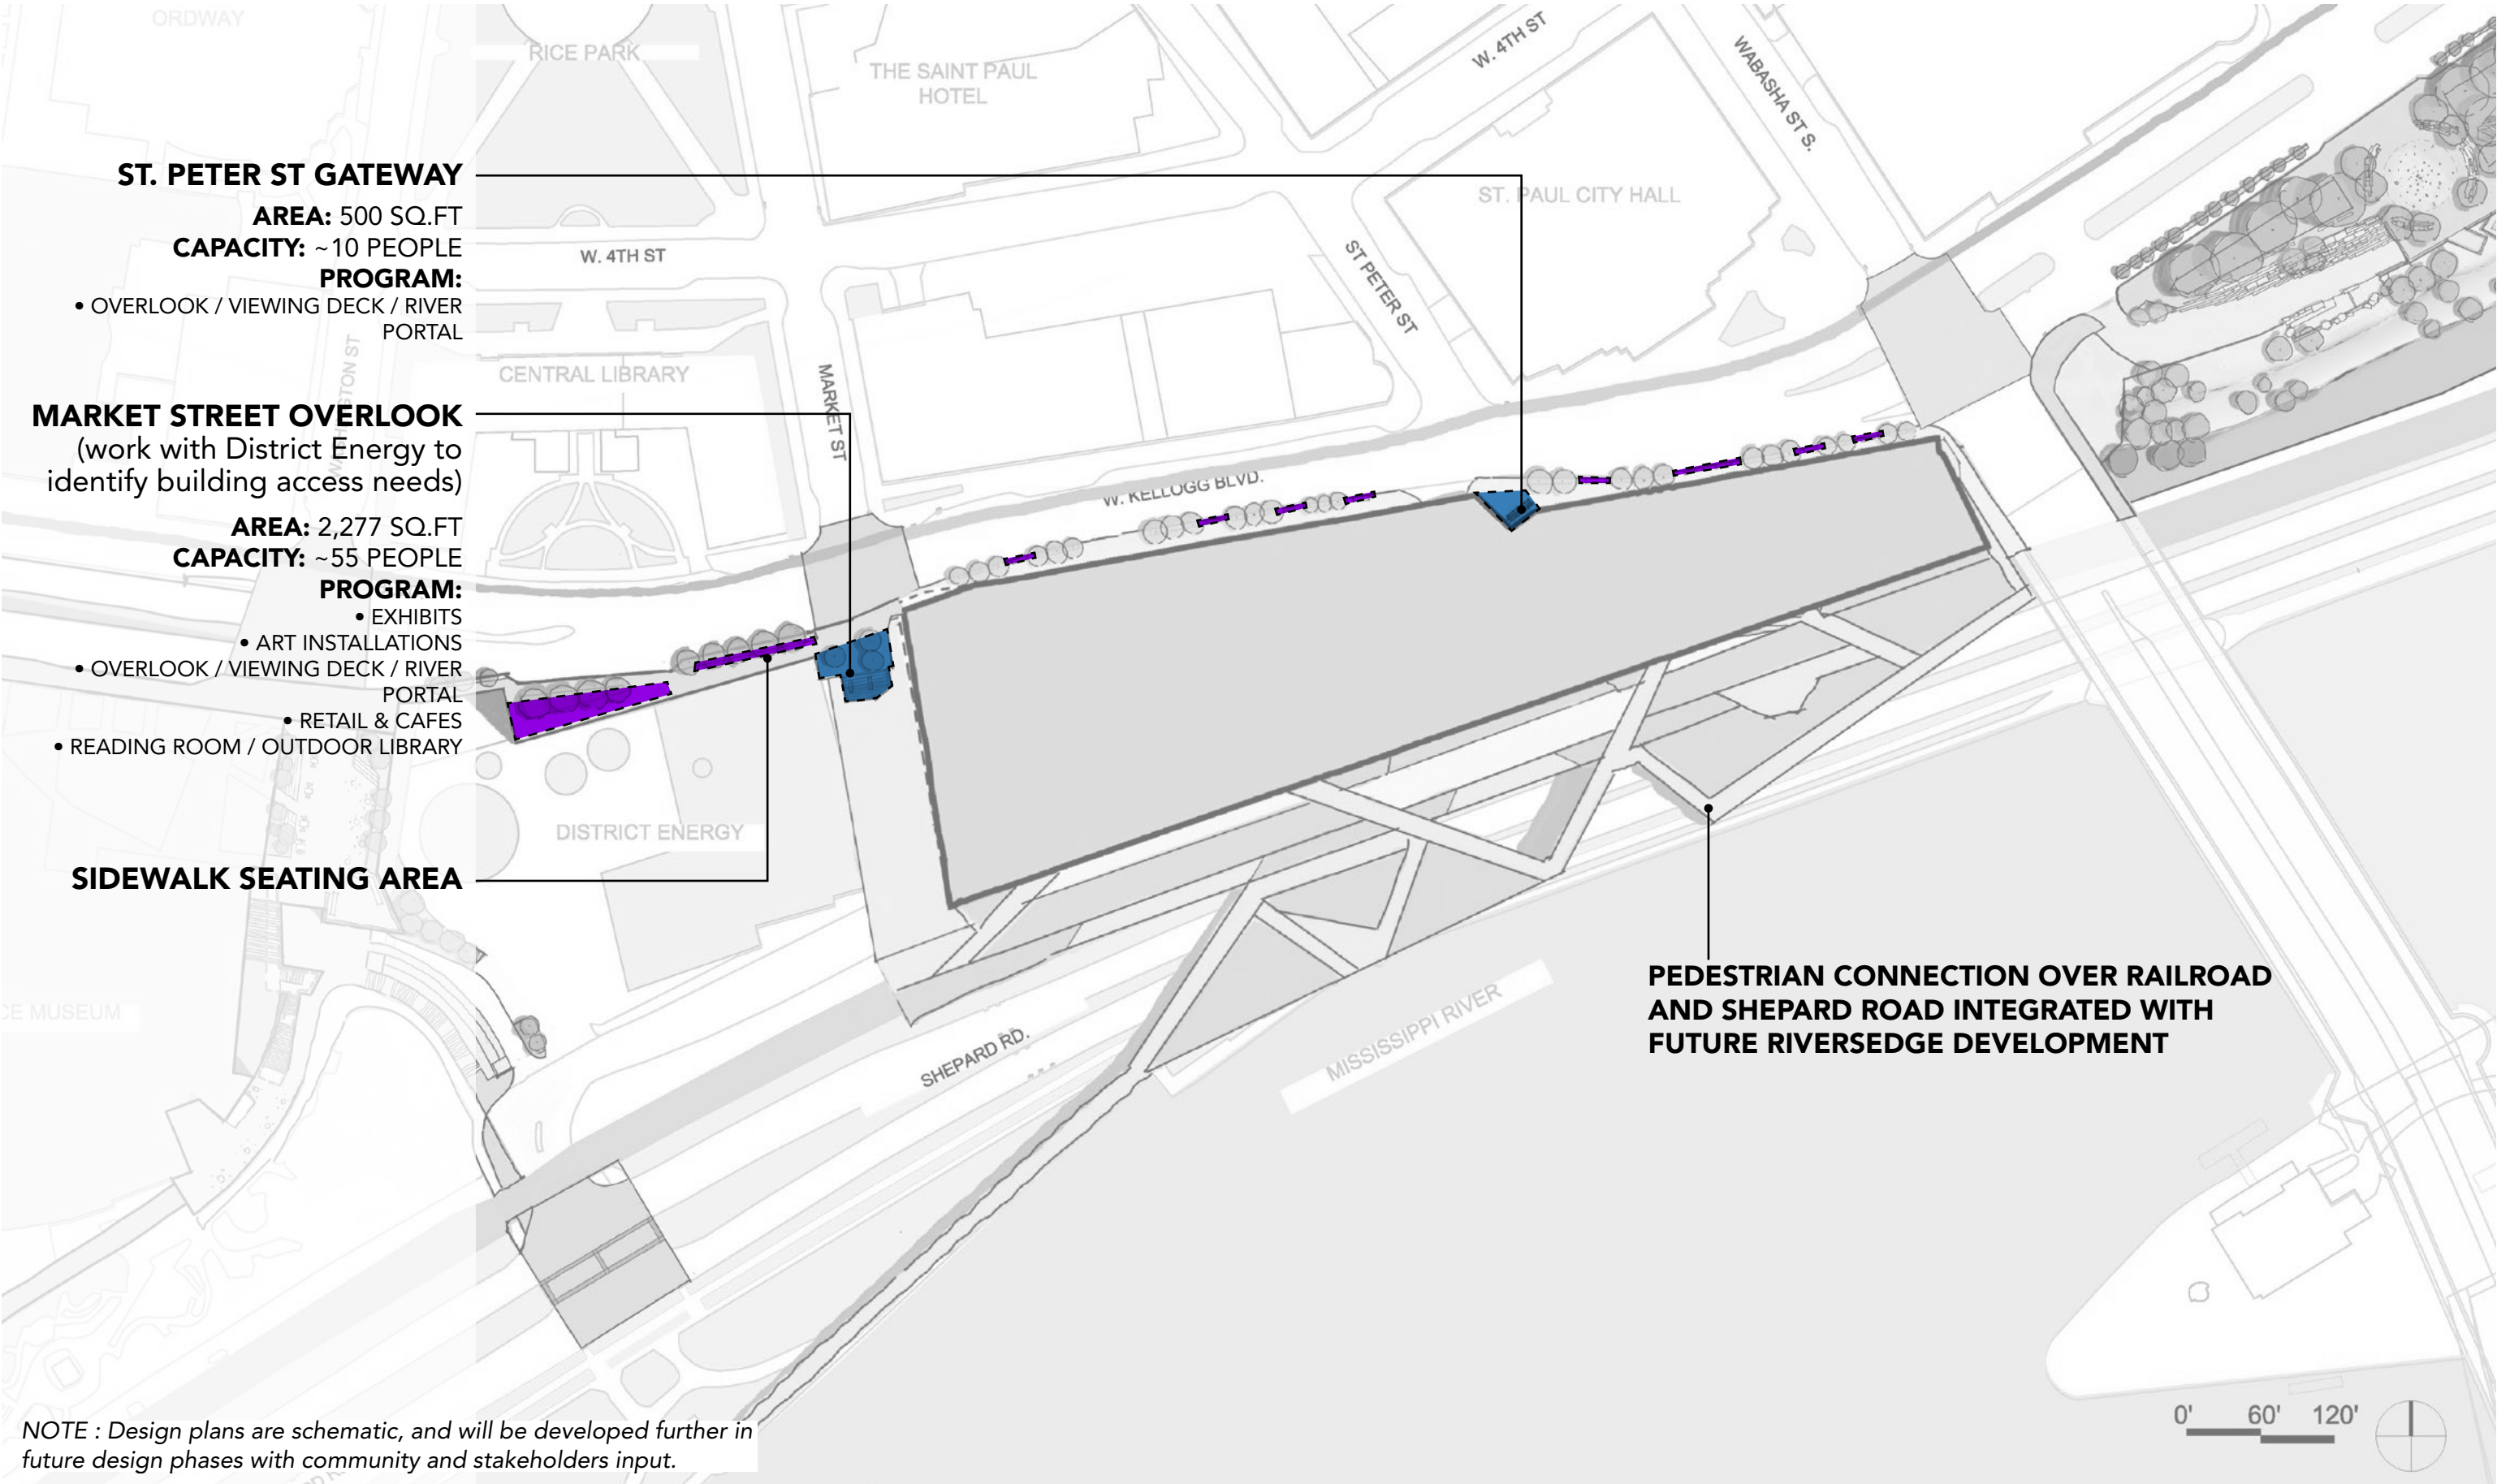 ORDWAY
RICE PARK
THE SAINT PAUL
HOTEL
W. 4TH ST
WABASHA ST S.
ST. PETER ST GATEWAY
AREA: 500 SQ.FT
CAPACITY: ~10 PEOPLE
PROGRAM:
• OVERLOOK / VIEWING DECK / RIVER
PORTAL
ST. PAUL CITY HALL
W. 4TH ST
ST PETER ST
CENTRAL LIBRARY
MARKET ST
MARKET STREET OVERLOOK
(work with District Energy to
identify building access needs)
AREA: 2,277 SQ.FT
CAPACITY: ~55 PEOPLE
PROGRAM:
• EXHIBITS
• ART INSTALLATIONS
• OVERLOOK / VIEWING DECK / RIVER
PORTAL
• RETAIL & CAFES
• READING ROOM / OUTDOOR LIBRARY
W. KELLOGG BLVD.
DISTRICT ENERGY
SIDEWALK SEATING AREA
CE MUSEUM
SHEPARD RD.
MISSISSIPPI RIVER
PEDESTRIAN CONNECTION OVER RAILROAD
AND SHEPARD ROAD INTEGRATED WITH
FUTURE RIVERSEDGE DEVELOPMENT
NOTE : Design plans are schematic, and will be developed further in
future design phases with community and stakeholders input.
0' 60' 120'